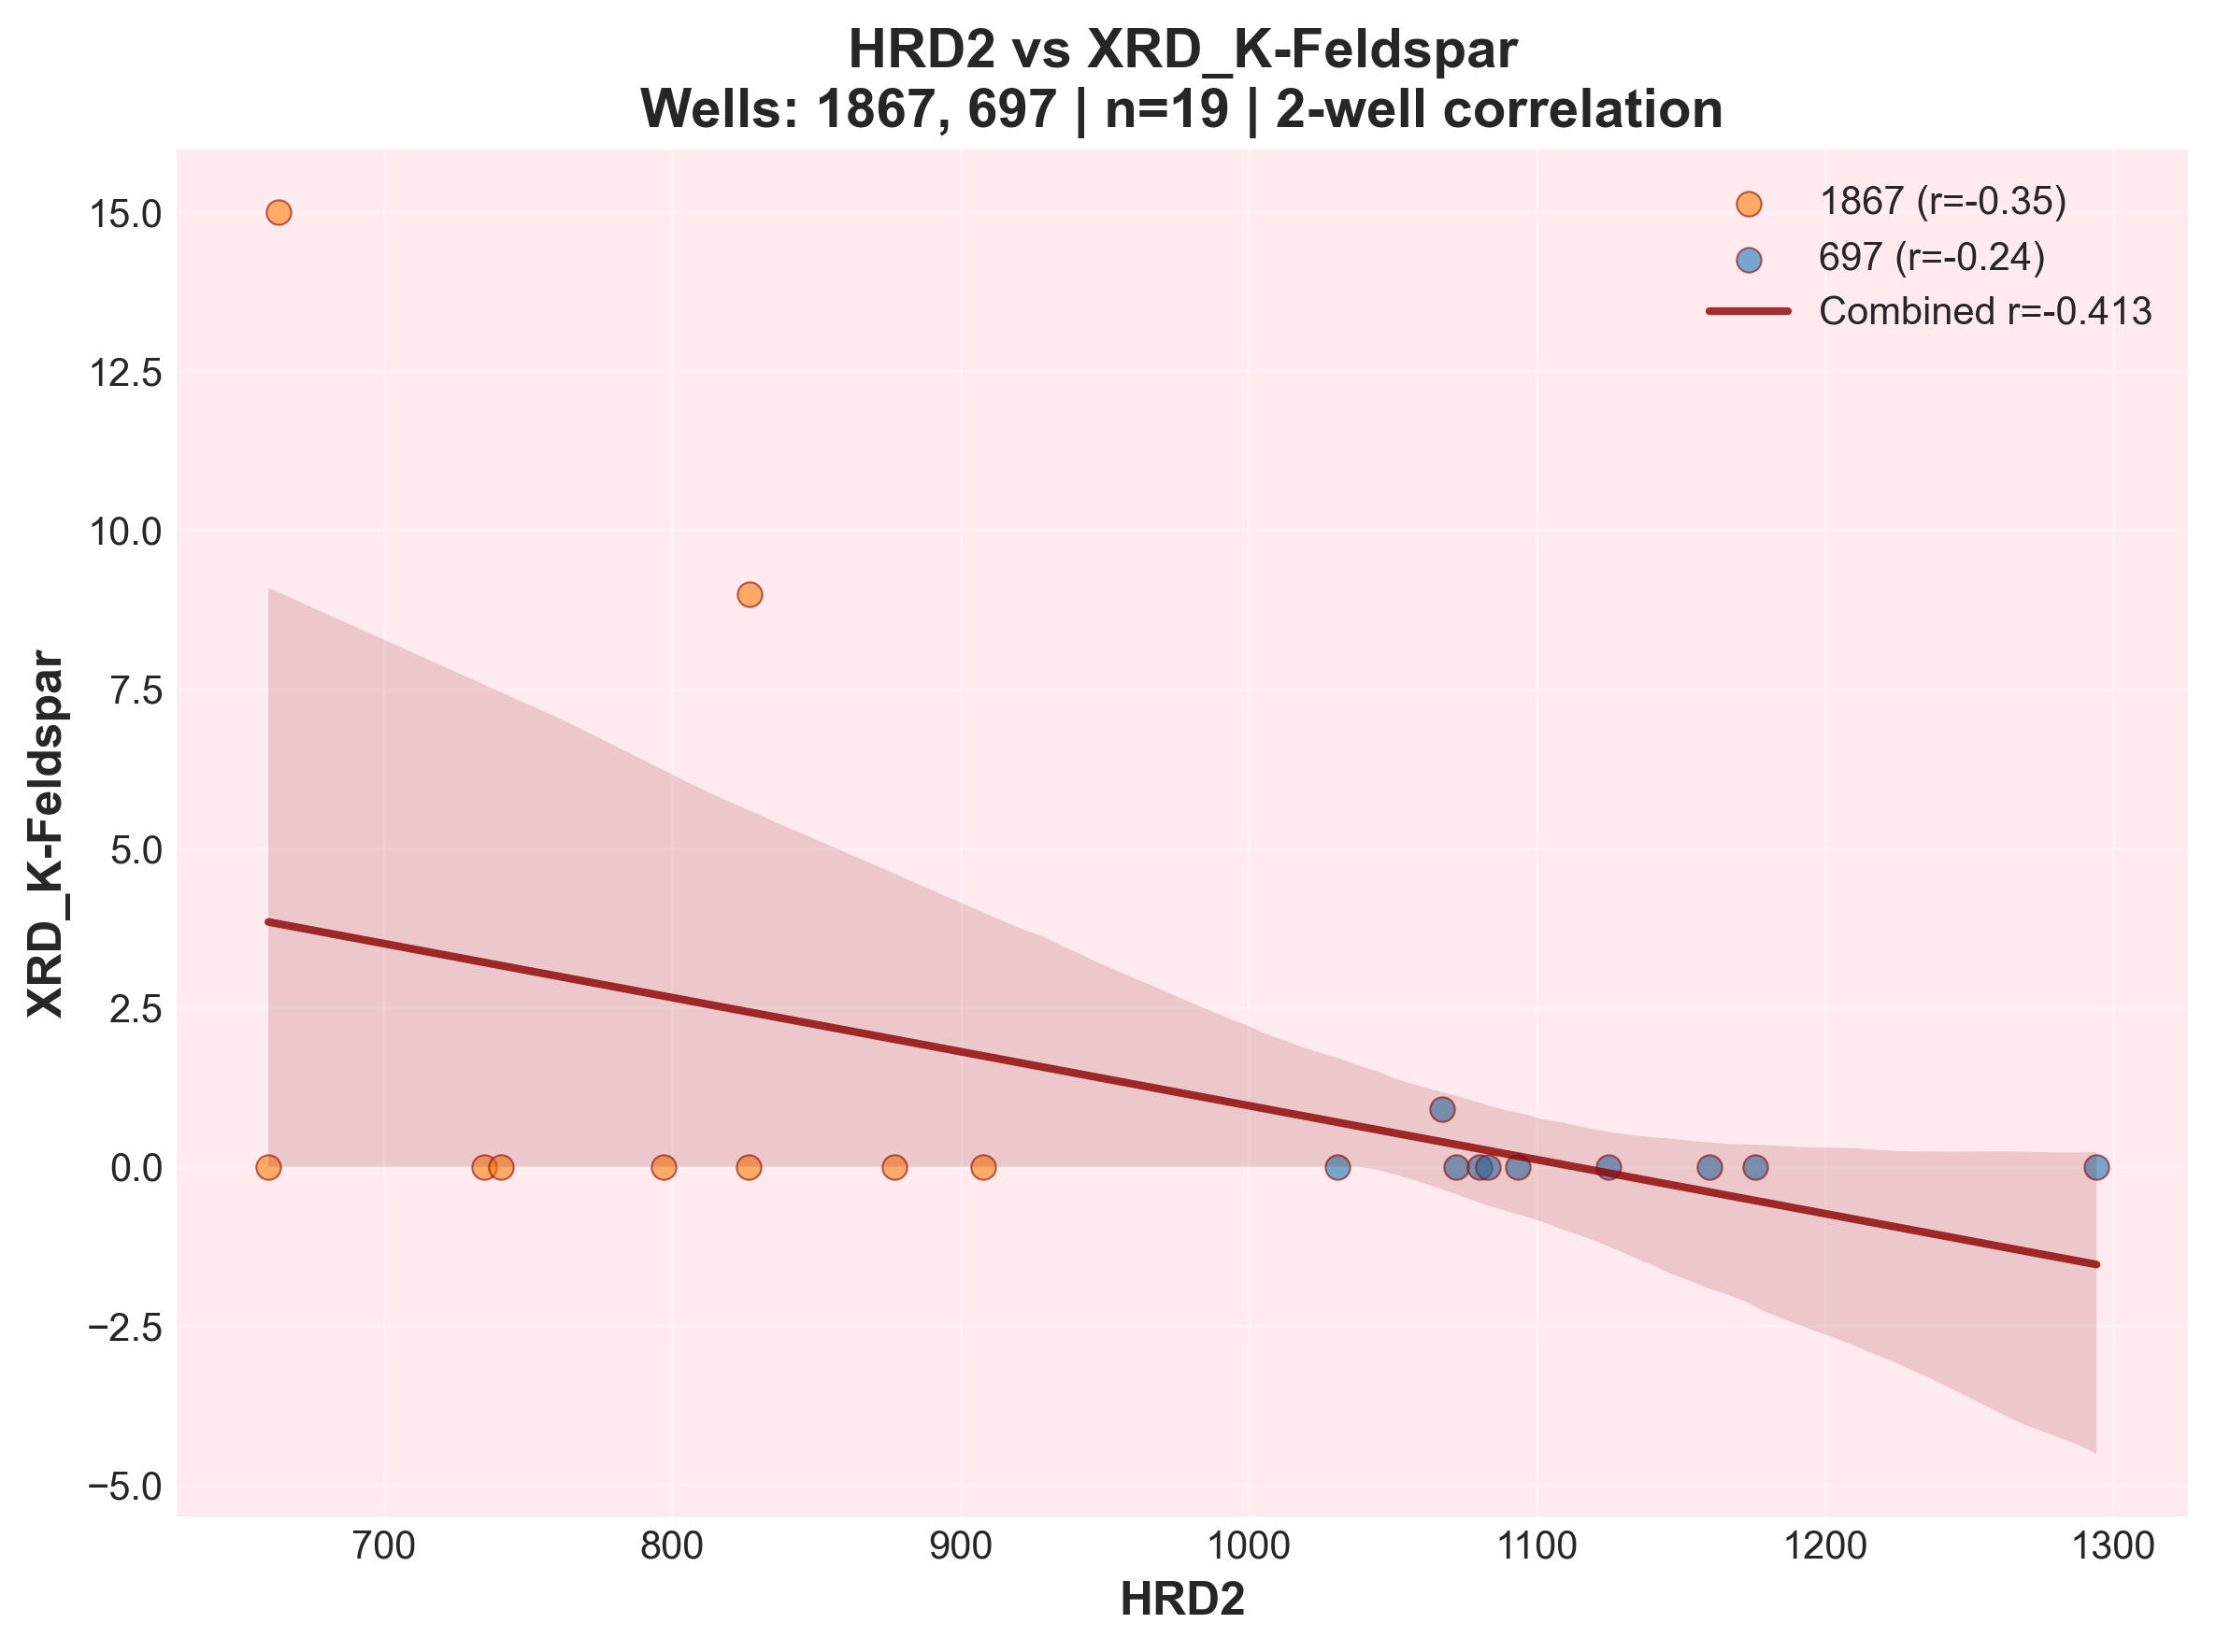 HRD2 vs XRD_K-Feldspar
Wells: 1867, 697 | n=19 | 2-well correlation
1867 (r=-0.35)
697 (r=-0.24)
Combined r=-0.413
XRD_K-Feldspar
15.0
12.5
10.0
7.5
5.0
2.5
0.0
−2.5
−5.0
700 800 900 1000 1100 1200 1300
HRD2